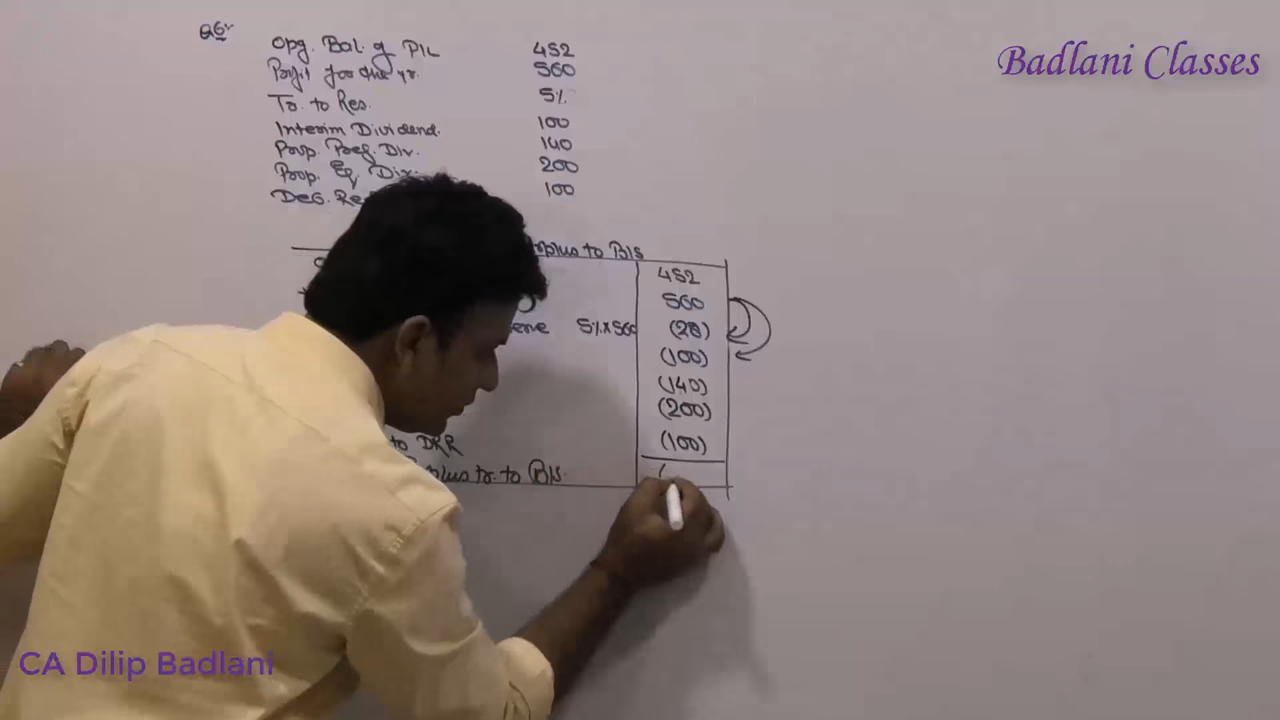 Q6:
Badlani Classes
Opg. Bal. of P/L 452
Profit for the yr. 560
Tr. to Res. 5%
Interim Dividend. 100
Prop. Pref. Div. 140
Prop. Eq. Div. 200
Deb. Re 100
rplus to B/S
452
560
5% x 560 (28)
(100)
(140)
(200)
to DRR (100)
plus tr. to B/S. (
CA Dilip Badlani